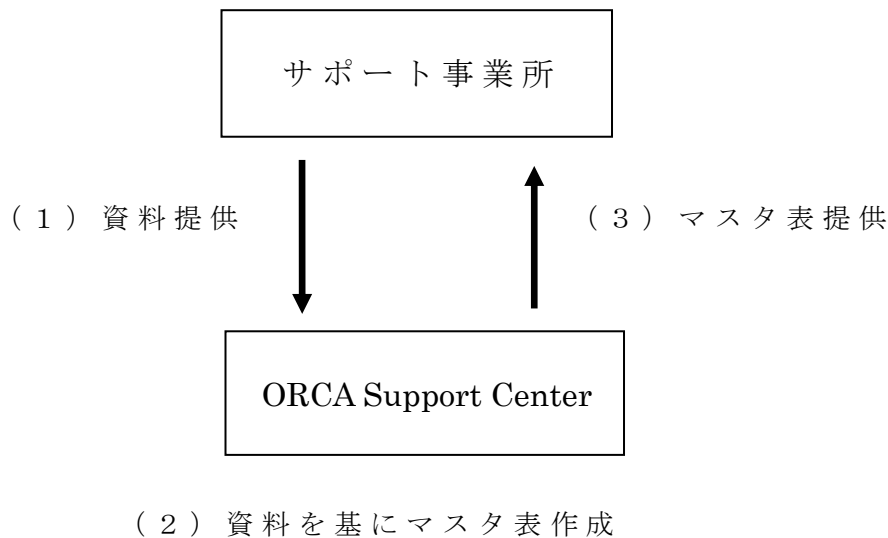 サポート事業所
（１）資料提供
（３）マスタ表提供
ORCA Support Center
（２）資料を基にマスタ表作成